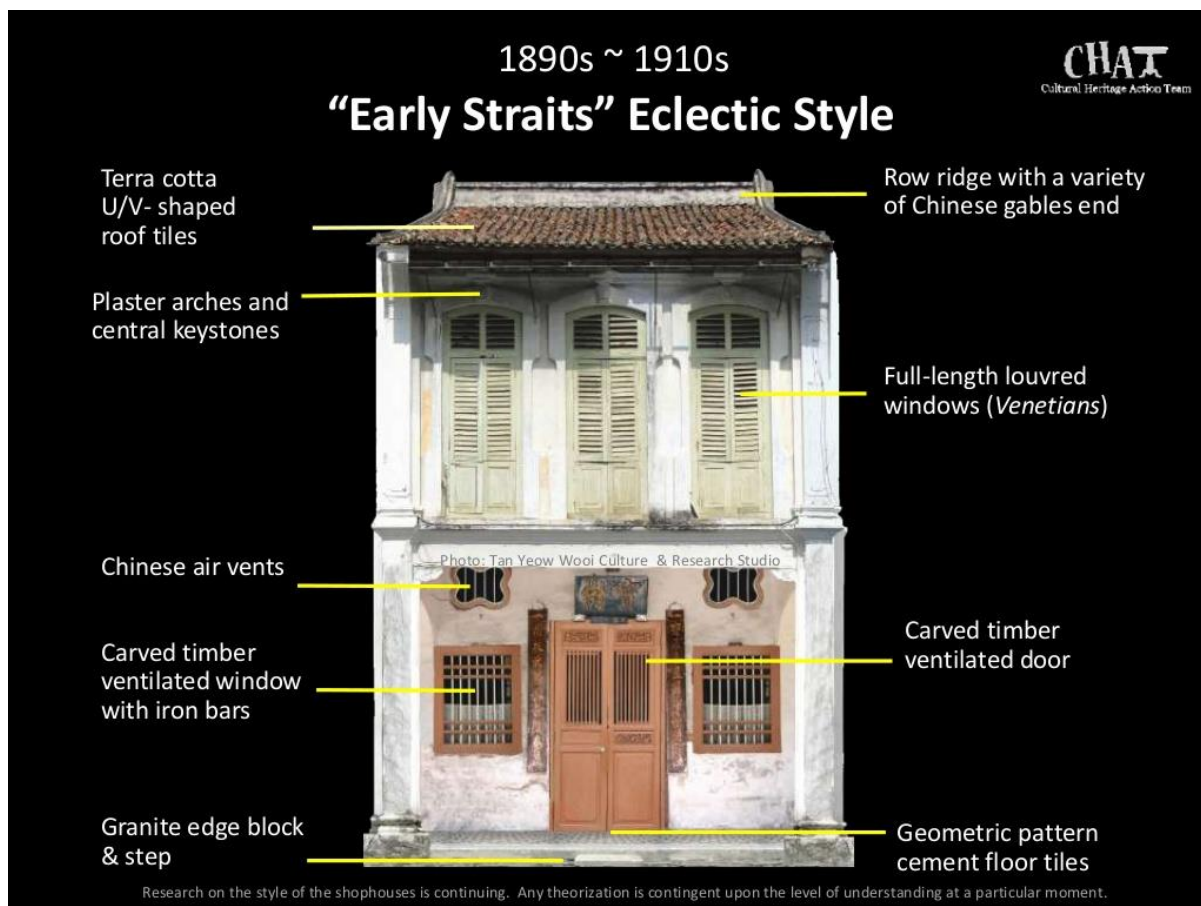 1890s ~ 1910s
“Early Straits” Eclectic Style
CHAT
Cultural Heritage Action Team
Terra cotta
U/V- shaped
roof tiles
Row ridge with a variety
of Chinese gables end
Plaster arches and
central keystones
Full-length louvred
windows (Venetians)
Photo: Tan Yeow Wooi Culture & Research Studio
Chinese air vents
Carved timber
ventilated door
Carved timber
ventilated window
with iron bars
Granite edge block
& step
Geometric pattern
cement floor tiles
Research on the style of the shophouses is continuing. Any theorization is contingent upon the level of understanding at a particular moment.